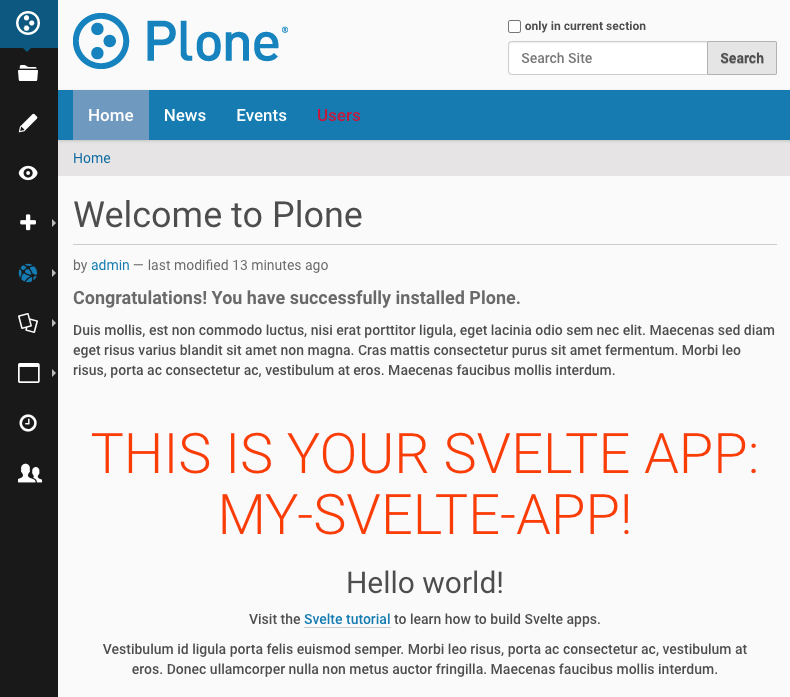 Plone®
only in current section
Search Site
Search
Home
News
Events
Users
Home
Welcome to Plone
by admin — last modified 13 minutes ago
Congratulations! You have successfully installed Plone.
Duis mollis, est non commodo luctus, nisi erat porttitor ligula, eget lacinia odio sem nec elit. Maecenas sed diam
eget risus varius blandit sit amet non magna. Cras mattis consectetur purus sit amet fermentum. Morbi leo
risus, porta ac consectetur ac, vestibulum at eros. Maecenas faucibus mollis interdum.
THIS IS YOUR SVELTE APP:
MY-SVELTE-APP!
Hello world!
Visit the Svelte tutorial to learn how to build Svelte apps.
Vestibulum id ligula porta felis euismod semper. Morbi leo risus, porta ac consectetur ac, vestibulum at
eros. Donec ullamcorper nulla non metus auctor fringilla. Maecenas faucibus mollis interdum.